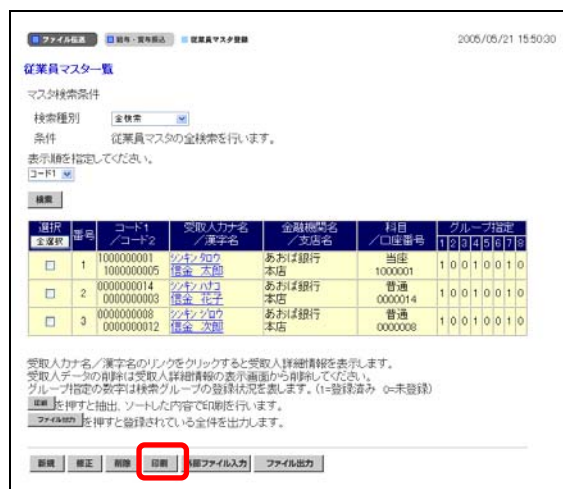 ファイル伝送 給与・賞与振込 従業員マスタ登録 2005/05/21 15:50:30
従業員マスター覧
マスタ検索条件
検索種別 全検索
条件 従業員マスタの全検索を行います。
表示順を指定してください。
コード1
検索
選択 全選択 番号 コード1／コード2 受取人カナ名／漢字名 金融機関名／支店名 科目／口座番号 グループ指定 1 2 3 4 5 6 7 8
1 1000000001 シンキン タロウ あおば銀行 当座 1 0 0 1 0 0 1 0
1000000005 信金 太郎 本店 1000001
2 0000000014 シンキン ハナコ あおば銀行 普通 1 0 0 1 0 0 1 0
0000000003 信金 花子 本店 0000014
3 0000000008 シンキン ジロウ あおば銀行 普通 1 0 0 1 0 0 1 0
0000000012 信金 次郎 本店 0000008
受取人カナ名／漢字名のリンクをクリックすると受取人詳細情報を表示します。
受取人データの削除は受取人詳細情報の表示画面から削除してください。
グループ指定の数字は検索グループの登録状況を表します。(1=登録済み 0=未登録)
印刷 を押すと抽出、ソートした内容で印刷を行います。
ファイル出力 を押すと登録されている全件を出力します。
新規 修正 削除 印刷 外部ファイル入力 ファイル出力